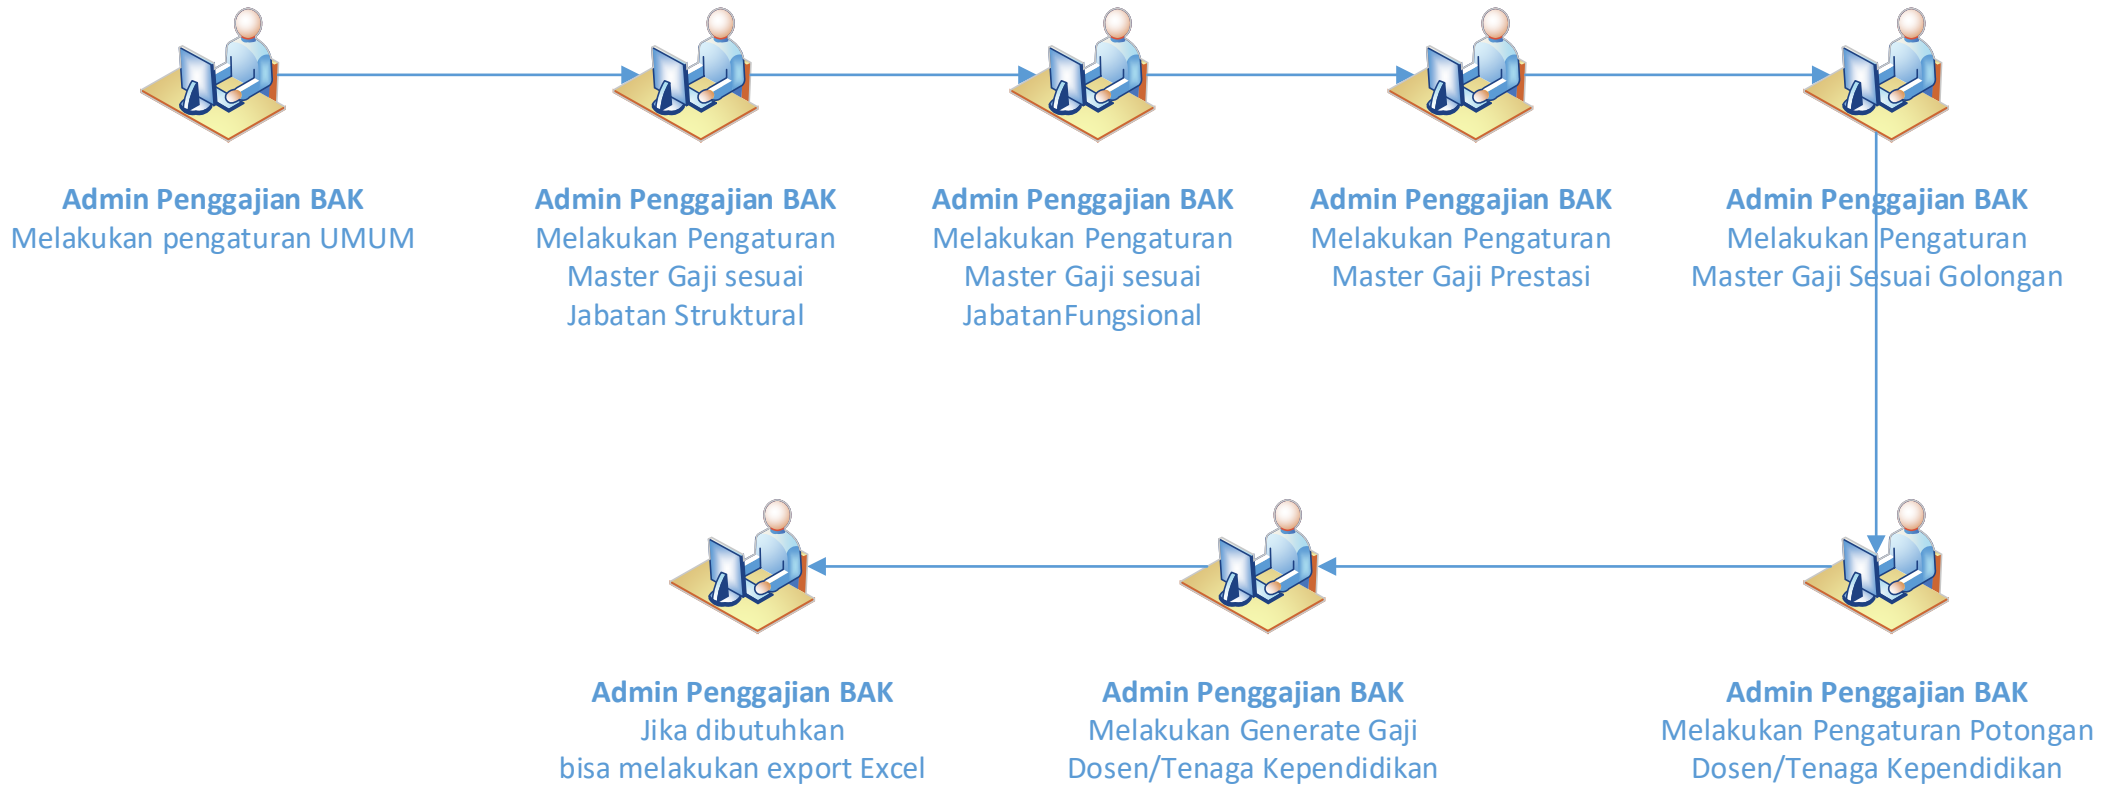 Admin Penggajian BAK
Melakukan pengaturan UMUM
Admin Penggajian BAK
Melakukan Pengaturan
Master Gaji sesuai
Jabatan Struktural
Admin Penggajian BAK
Melakukan Pengaturan
Master Gaji sesuai
JabatanFungsional
Admin Penggajian BAK
Melakukan Pengaturan
Master Gaji Prestasi
Admin Penggajian BAK
Melakukan Pengaturan
Master Gaji Sesuai Golongan
Admin Penggajian BAK
Jika dibutuhkan
bisa melakukan export Excel
Admin Penggajian BAK
Melakukan Generate Gaji
Dosen/Tenaga Kependidikan
Admin Penggajian BAK
Melakukan Pengaturan Potongan
Dosen/Tenaga Kependidikan